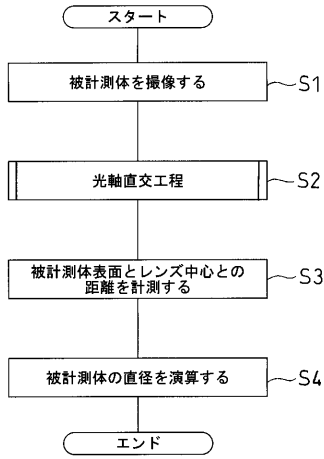 スタート
被計測体を撮像する
S1
光軸直交工程
S2
被計測体表面とレンズ中心との
距離を計測する
S3
被計測体の直径を演算する
S4
エンド